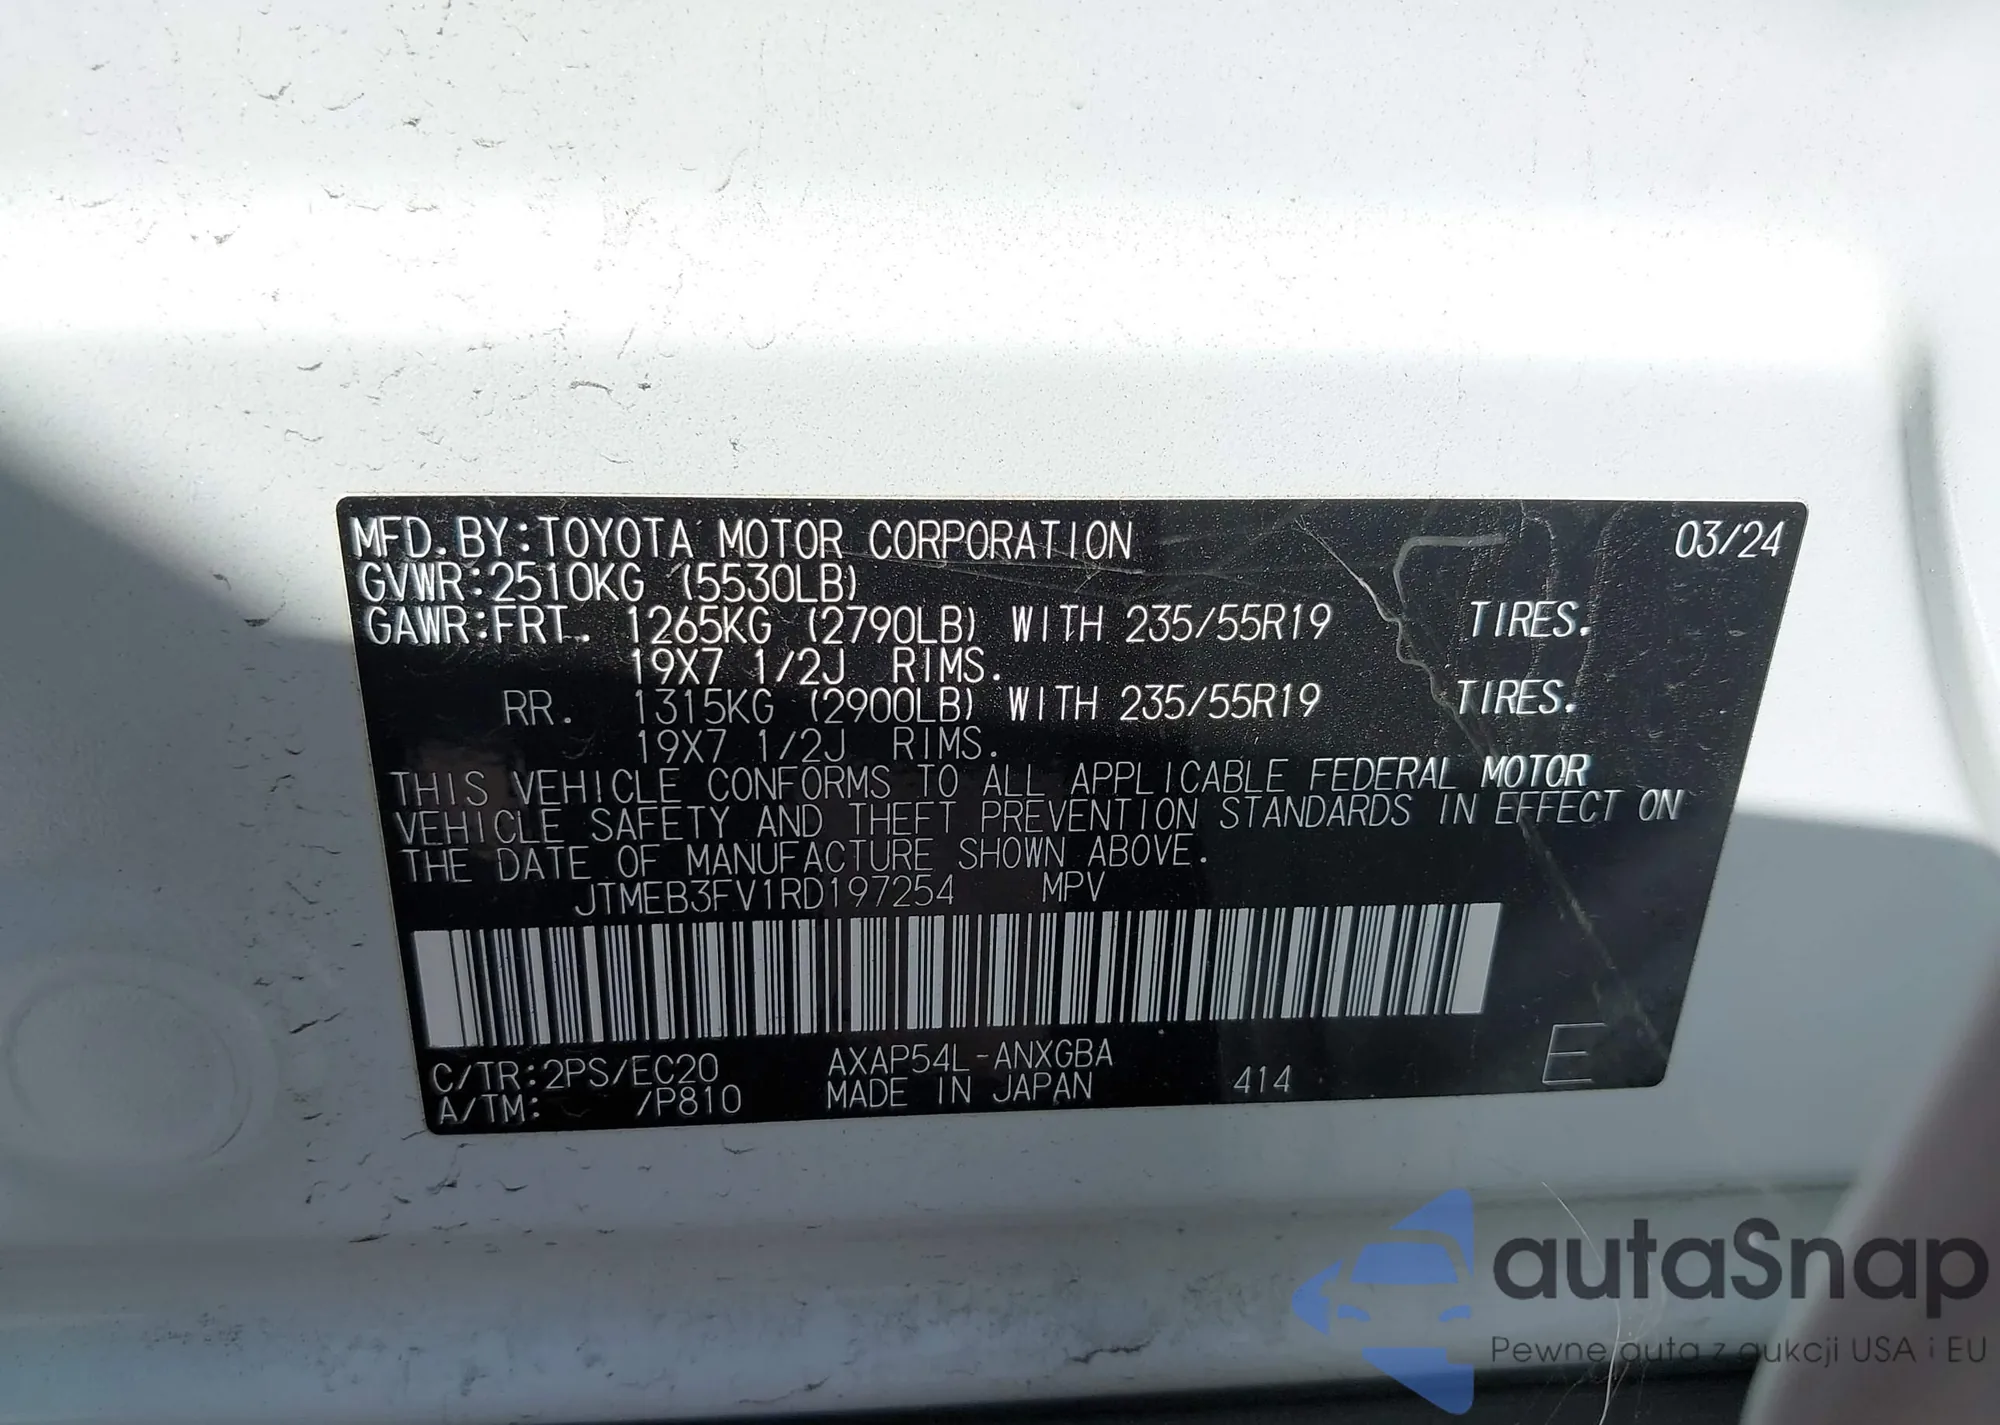 MFD. BY:TOYOTA MOTOR CORPORATION 03/24
GVWR:2510KG (5530LB)
GAWR:FRT. 1265KG (2790LB) WITH 235/55R19 TIRES.
19X7 1/2J RIMS.
RR. 1315KG (2900LB) WITH 235/55R19 TIRES.
19X7 1/2J RIMS.
THIS VEHICLE CONFORMS TO ALL APPLICABLE FEDERAL MOTOR
VEHICLE SAFETY AND THEFT PREVENTION STANDARDS IN EFFECT ON
THE DATE OF MANUFACTURE SHOWN ABOVE.
JTMEB3FV1RD197254 MPV
C/TR:2PS/EC20 AXAP54L-ANXGBA
A/TM: /P810 MADE IN JAPAN 414 E
autaSnap
Pewne auta z aukcji USA i EU